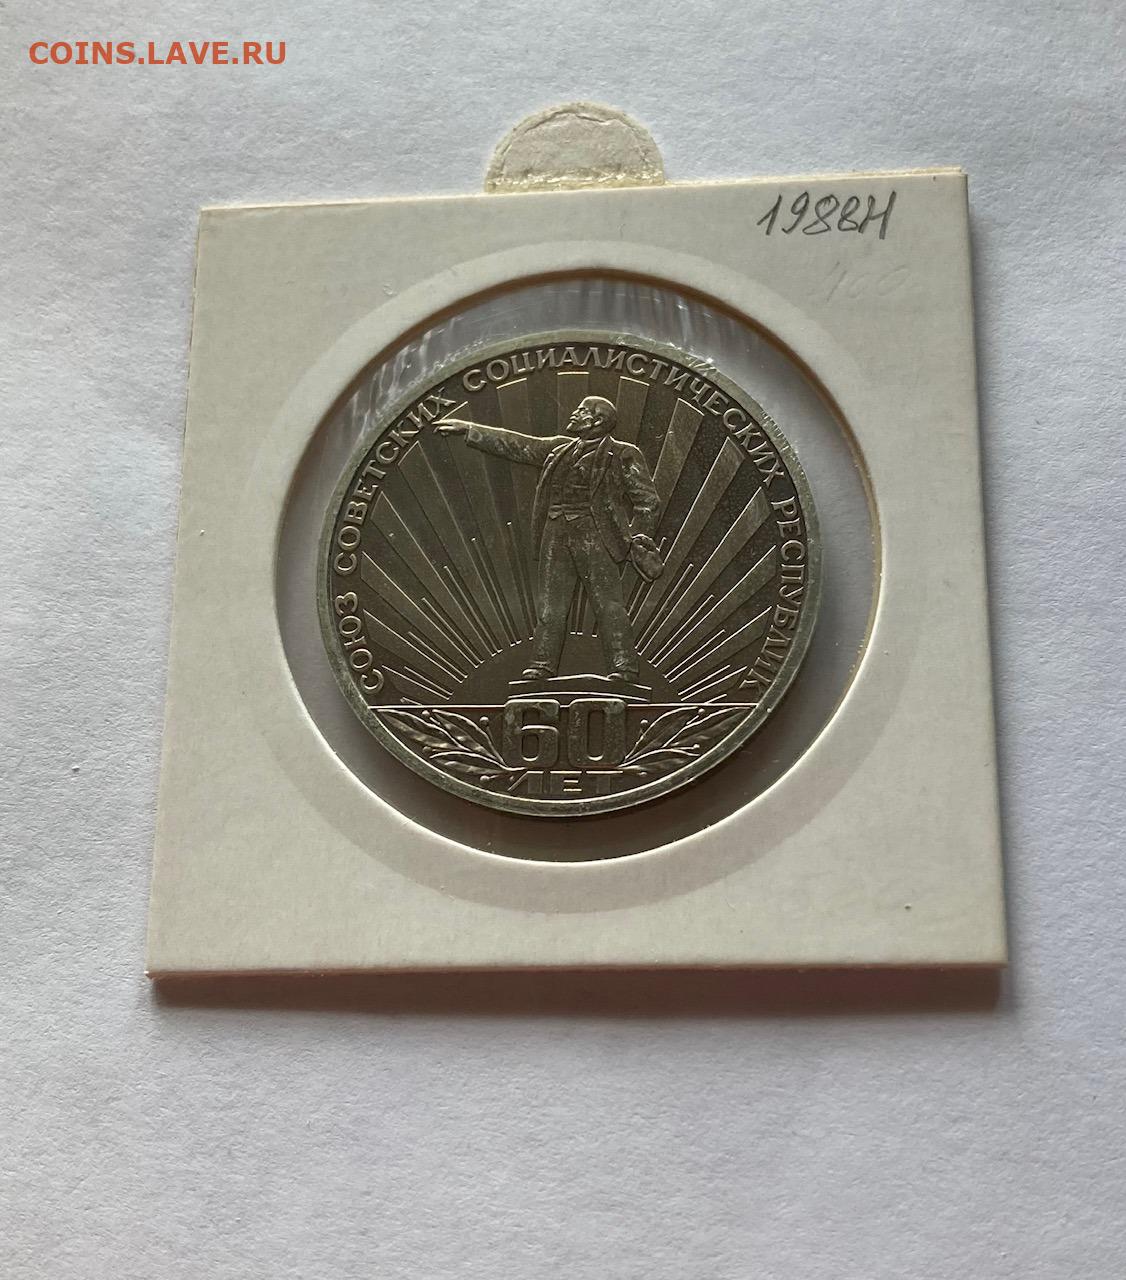 COINS.LAVE.RU
1988Н
СОЮЗ СОВЕТСКИХ СОЦИАЛИСТИЧЕСКИХ РЕСПУБЛИК
60
ЛЕТ